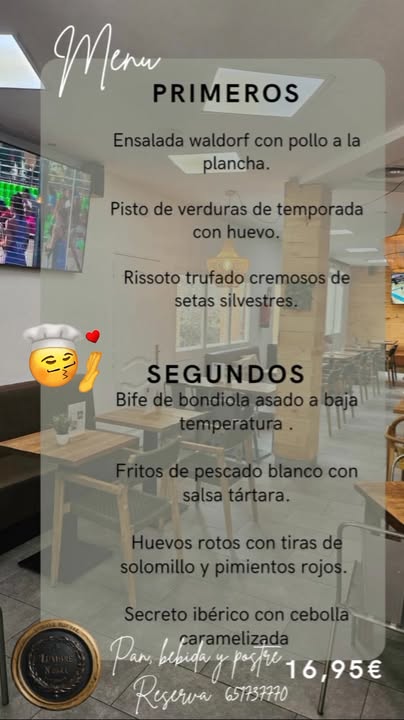 Menu
PRIMEROS
Ensalada waldorf con pollo a la
plancha.
Pisto de verduras de temporada
con huevo.
Rissoto trufado cremosos de
setas silvestres.
SEGUNDOS
Bife de bondiola asado a baja
temperatura .
Fritos de pescado blanco con
salsa tártara.
Huevos rotos con tiras de
solomillo y pimientos rojos.
Secreto ibérico con cebolla
caramelizada
Pan, bebida y postre
16,95€
Reserva 651737770